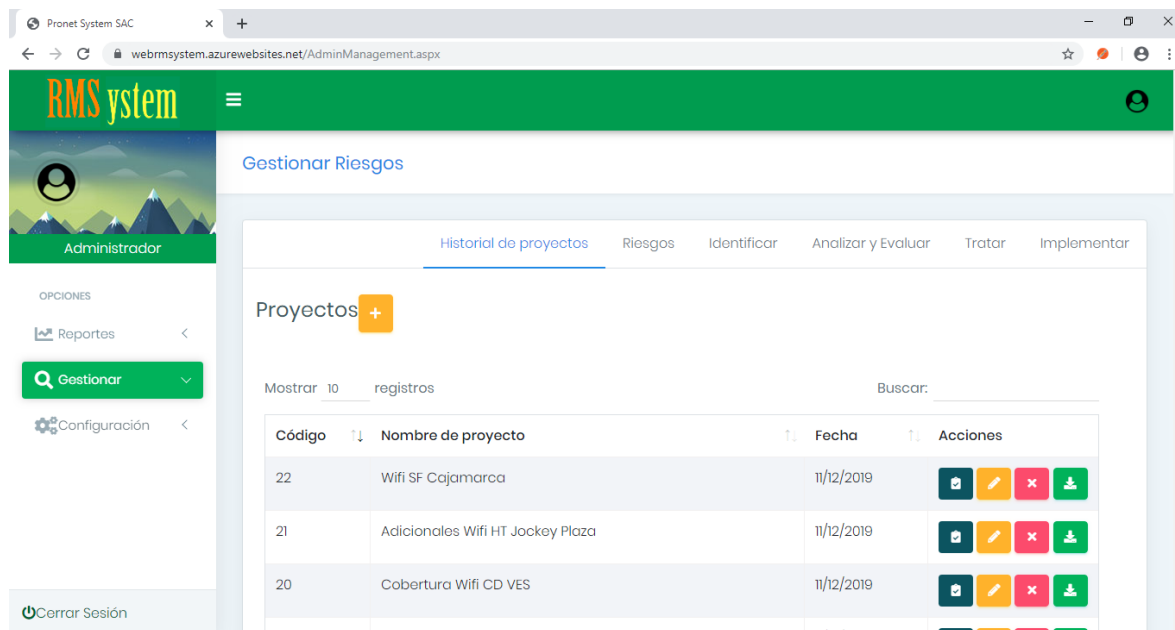 Pronet System SAC
webrmsystem.azurewebsites.net/AdminManagement.aspx
RMSystem
Gestionar Riesgos
Administrador
Historial de proyectos Riesgos Identificar Analizar y Evaluar Tratar Implementar
OPCIONES
Proyectos +
Reportes
Gestionar
Mostrar 10 registros Buscar:
Configuración
Código Nombre de proyecto Fecha Acciones
22 Wifi SF Cajamarca 11/12/2019
21 Adicionales Wifi HT Jockey Plaza 11/12/2019
20 Cobertura Wifi CD VES 11/12/2019
Cerrar Sesión